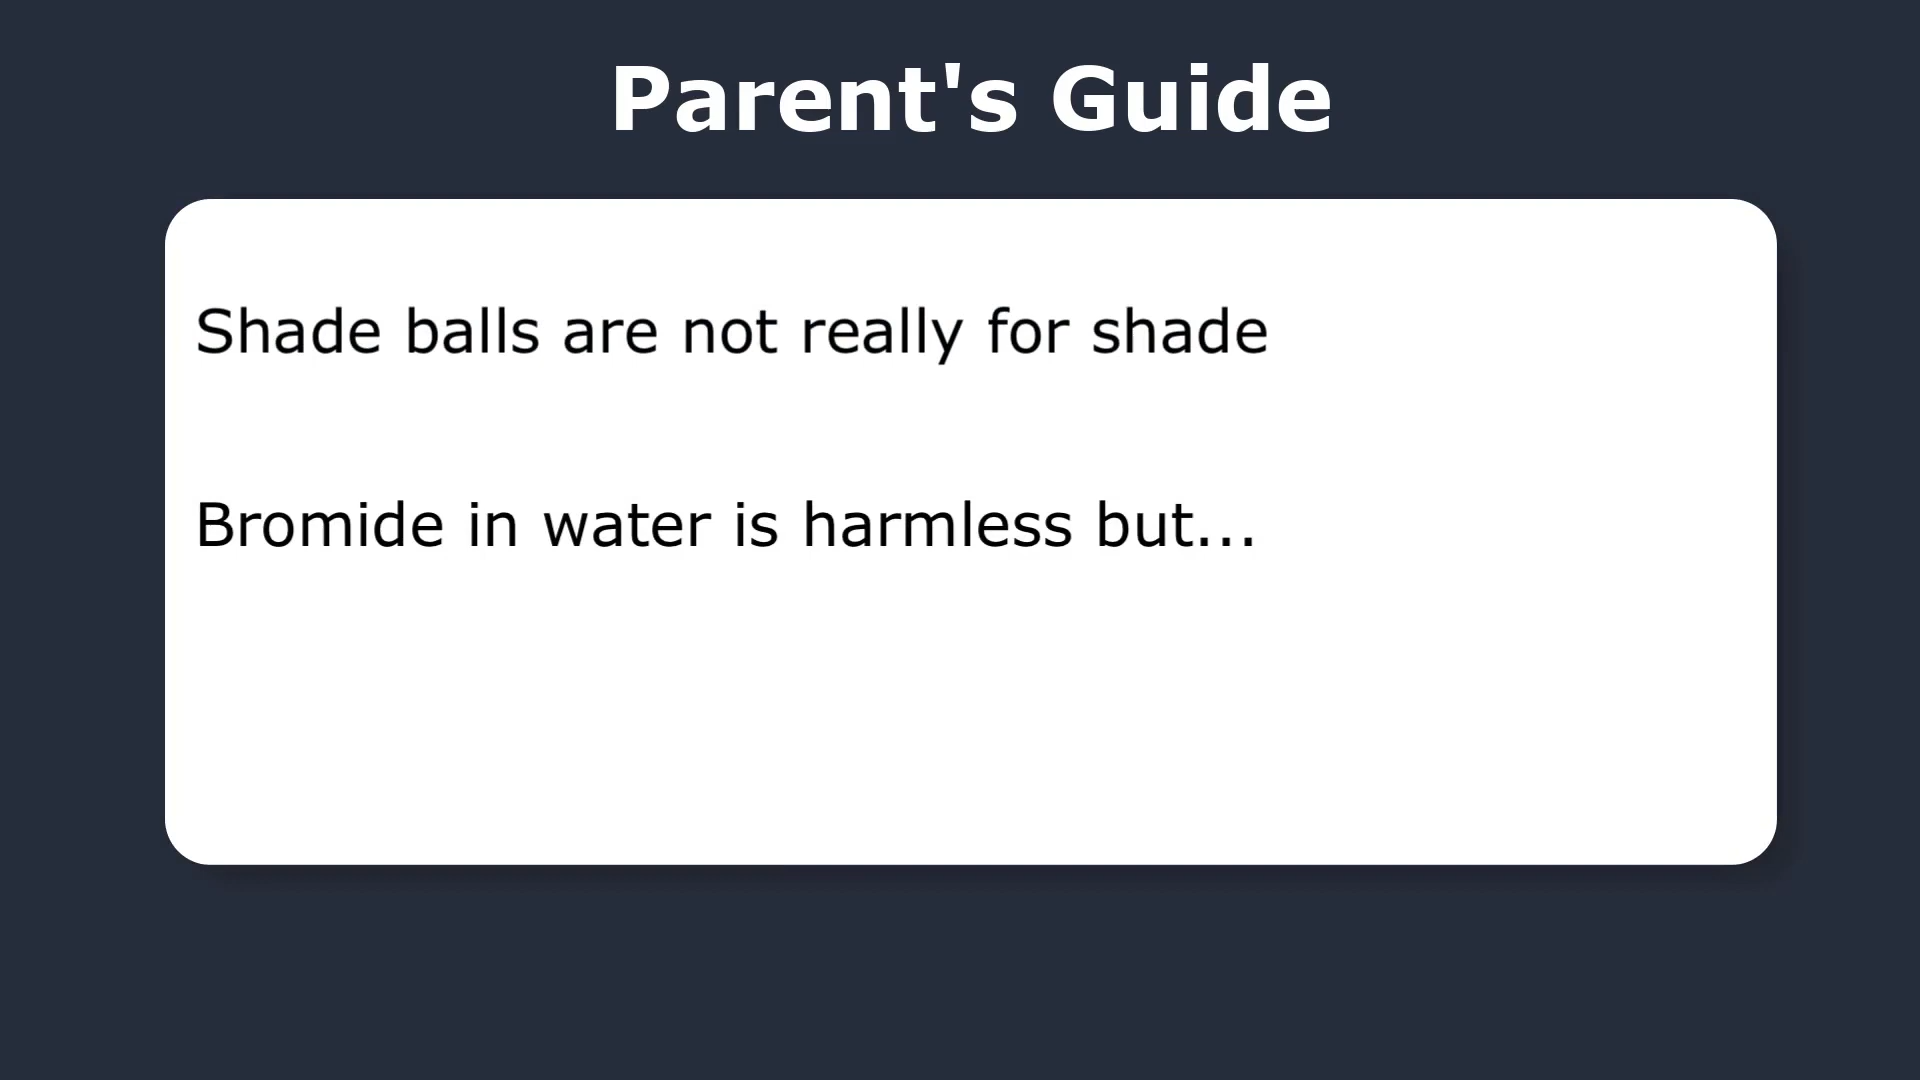 Parent's Guide
Shade balls are not really for shade
Bromide in water is harmless but...